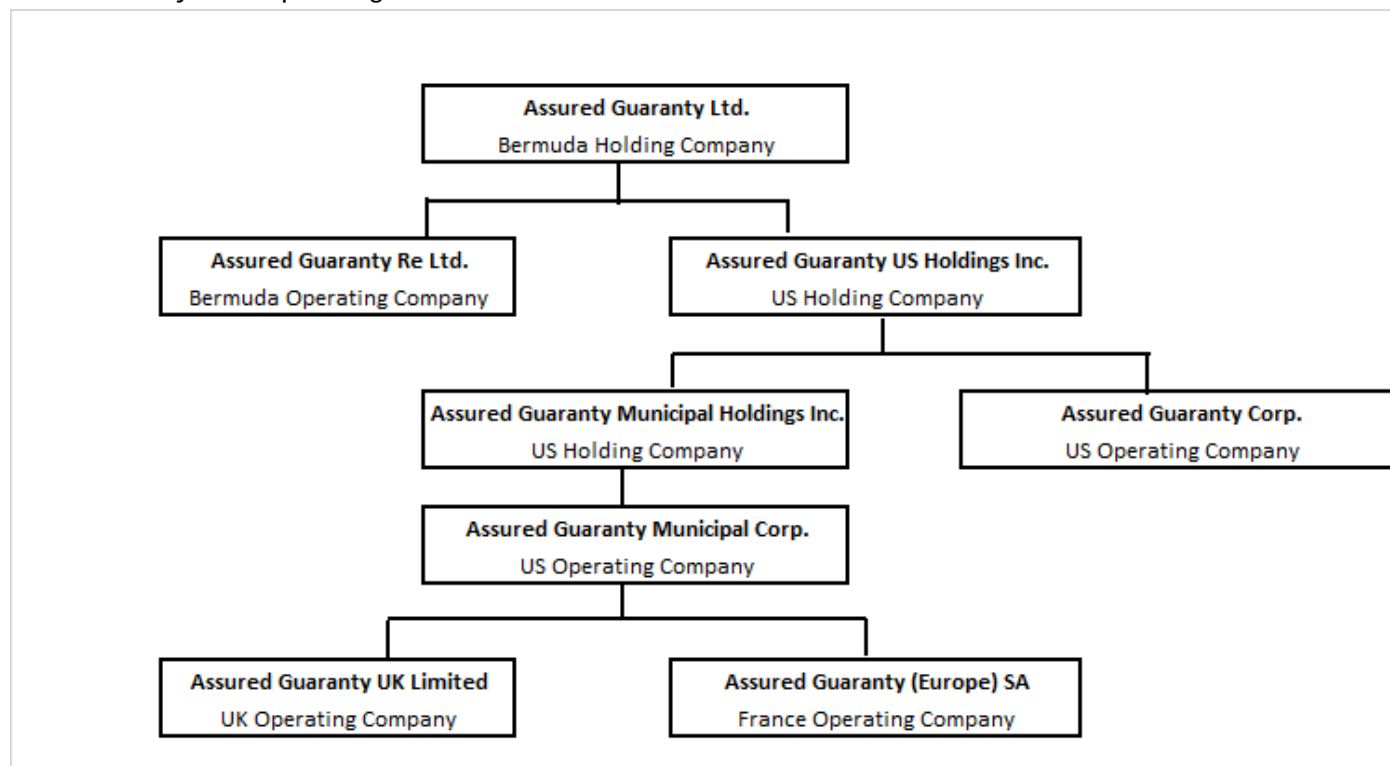 Assured Guaranty Ltd.
Bermuda Holding Company
Assured Guaranty Re Ltd.
Bermuda Operating Company
Assured Guaranty US Holdings Inc.
US Holding Company
Assured Guaranty Municipal Holdings Inc.
US Holding Company
Assured Guaranty Corp.
US Operating Company
Assured Guaranty Municipal Corp.
US Operating Company
Assured Guaranty UK Limited
UK Operating Company
Assured Guaranty (Europe) SA
France Operating Company